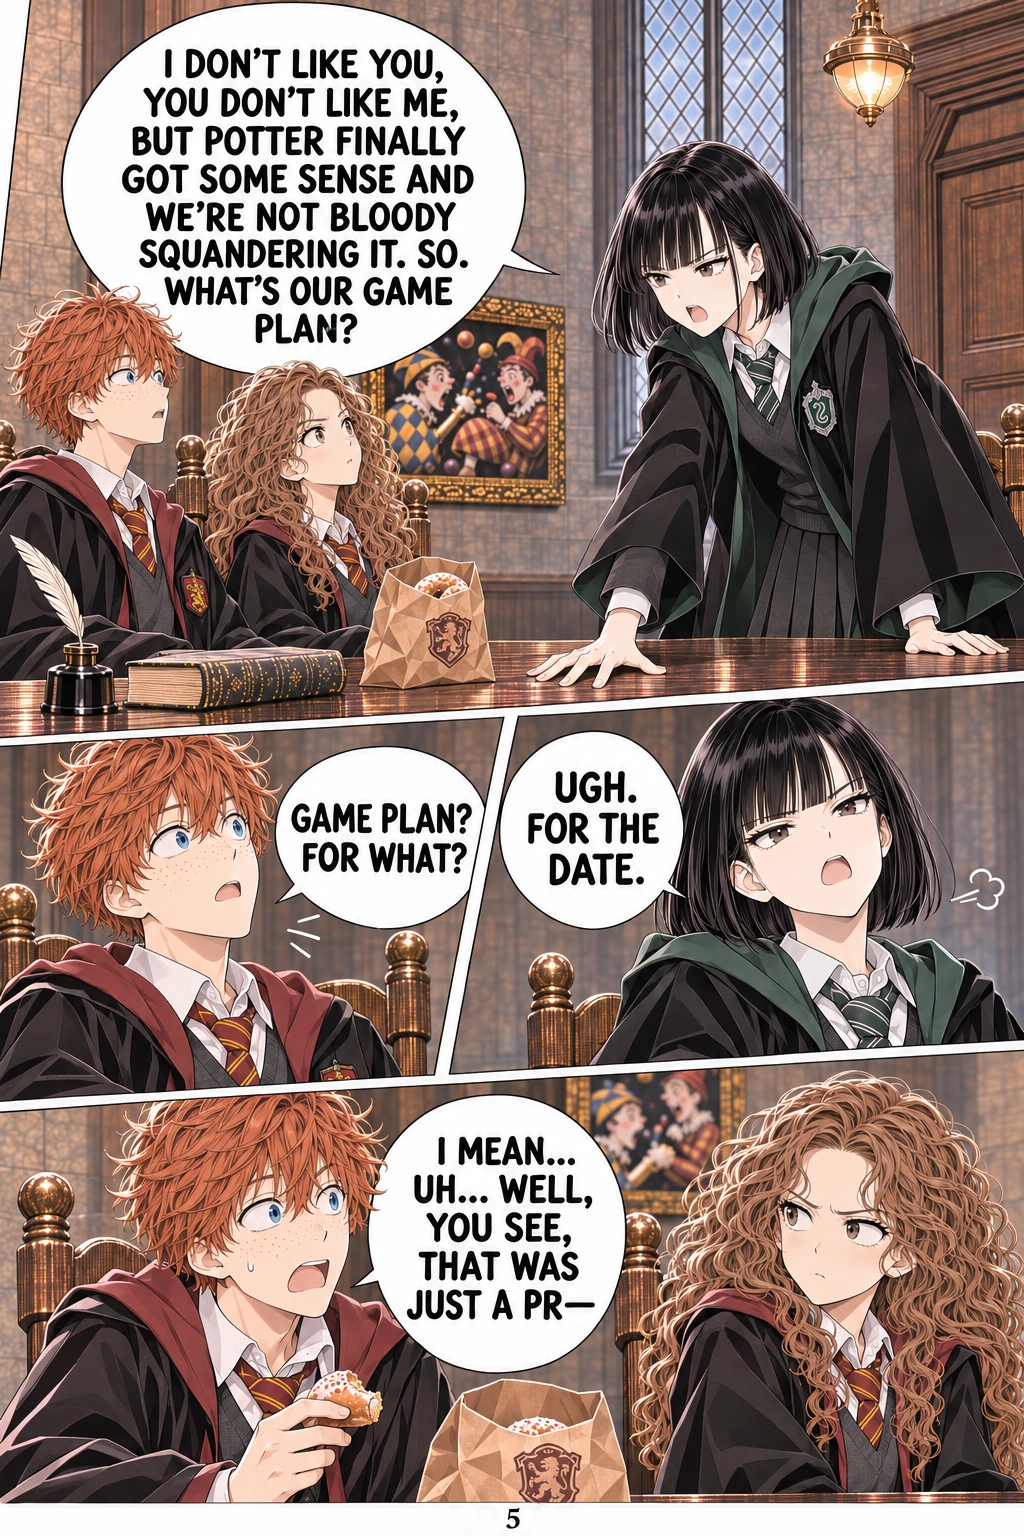 I DON'T LIKE YOU,
YOU DON'T LIKE ME,
BUT POTTER FINALLY
GOT SOME SENSE AND
WE'RE NOT BLOODY
SQUANDERING IT. SO.
WHAT'S OUR GAME
PLAN?
GAME PLAN?
FOR WHAT?
UGH.
FOR THE
DATE.
I MEAN...
UH... WELL,
YOU SEE,
THAT WAS
JUST A PR—
5